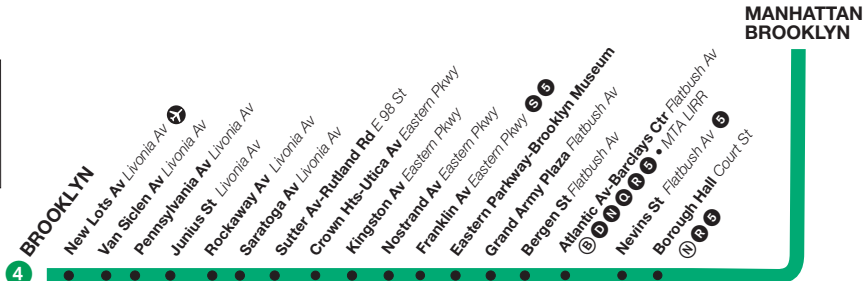 MANHATTAN
BROOKLYN
4
BROOKLYN
New Lots Av Livonia Av
Van Siclen Av Livonia Av
Pennsylvania Av Livonia Av
Junius St Livonia Av
Rockaway Av Livonia Av
Saratoga Av Livonia Av
Sutter Av-Rutland Rd E 98 St
Crown Hts-Utica Av Eastern Pkwy
Kingston Av Eastern Pkwy
Nostrand Av Eastern Pkwy
Franklin Av Eastern Pkwy S 5
Eastern Parkway-Brooklyn Museum
Grand Army Plaza Flatbush Av
Bergen St Flatbush Av
Atlantic Av-Barclays Ctr Flatbush Av
B D N Q R 5 • MTA LIRR
Nevins St Flatbush Av 5
Borough Hall Court St
N R 5